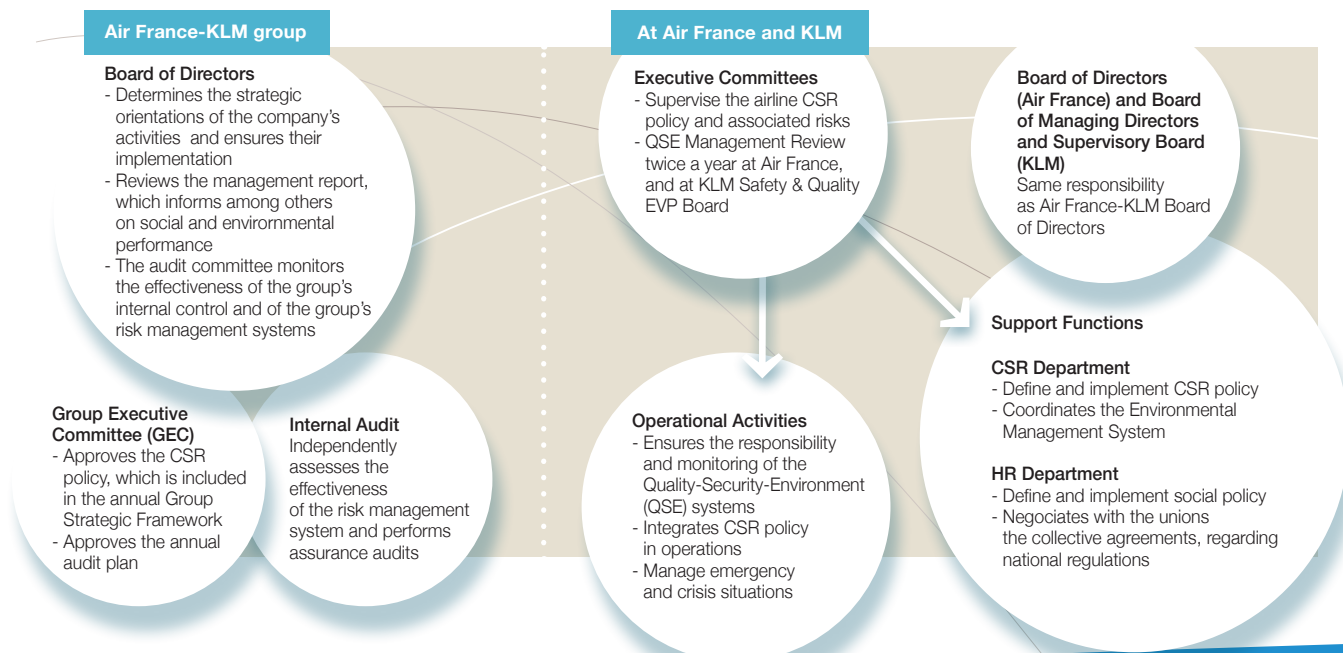 Air France-KLM group
Board of Directors
- Determines the strategic
orientations of the company's
activities and ensures their
implementation
- Reviews the management report,
which informs among others
on social and envirornmental
performance
- The audit committee monitors
the effectiveness of the group's
internal control and of the group's
risk management systems
Group Executive
Committee (GEC)
- Approves the CSR
policy, which is included
in the annual Group
Strategic Framework
- Approves the annual
audit plan
Internal Audit
Independently
assesses the
effectiveness
of the risk management
system and performs
assurance audits
At Air France and KLM
Executive Committees
- Supervise the airline CSR
policy and associated risks
- QSE Management Review
twice a year at Air France,
and at KLM Safety & Quality
EVP Board
Operational Activities
- Ensures the responsibility
and monitoring of the
Quality-Security-Environment
(QSE) systems
- Integrates CSR policy
in operations
- Manage emergency
and crisis situations
Board of Directors
(Air France) and Board
of Managing Directors
and Supervisory Board
(KLM)
Same responsibility
as Air France-KLM Board
of Directors
Support Functions
CSR Department
- Define and implement CSR policy
- Coordinates the Environmental
Management System
HR Department
- Define and implement social policy
- Negotiates with the unions
the collective agreements, regarding
national regulations